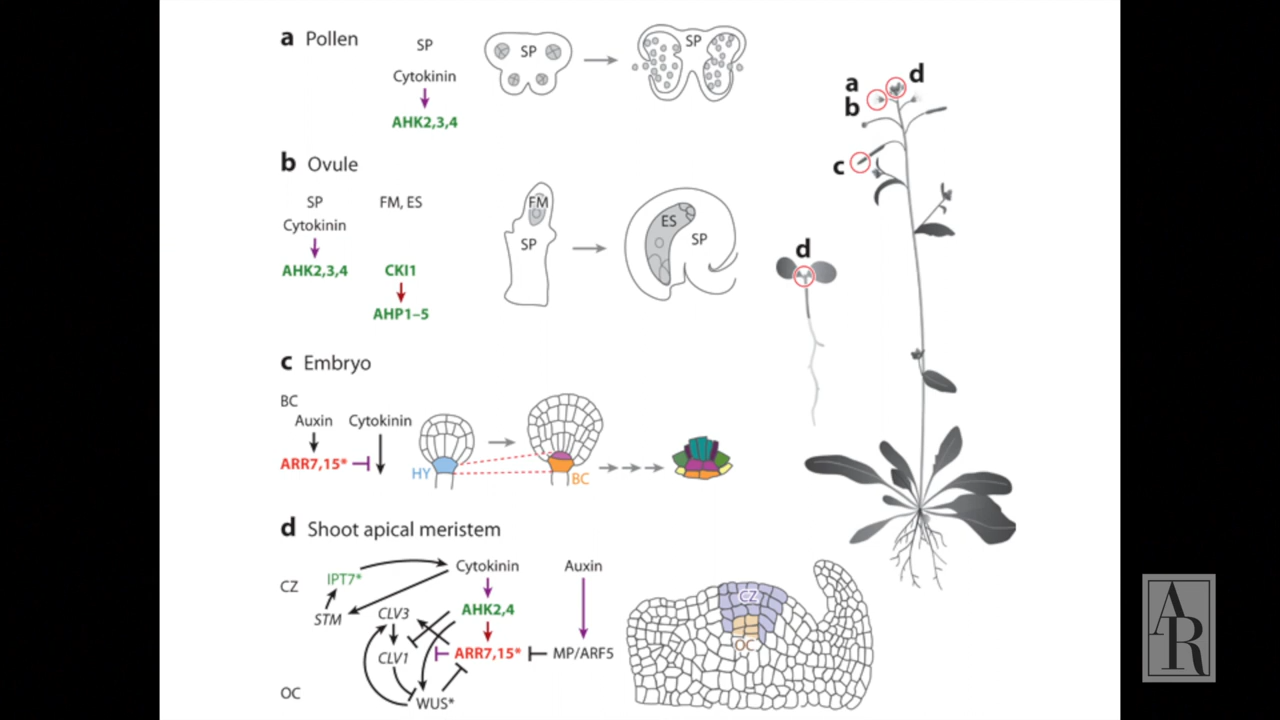 a Pollen
SP
Cytokinin
AHK2,3,4
SP
SP
a
b
d
c
d
b Ovule
SP
FM, ES
Cytokinin
AHK2,3,4
CKI1
AHP1–5
FM
SP
ES
SP
c Embryo
BC
Auxin Cytokinin
ARR7,15*
HY
BC
d Shoot apical meristem
CZ
IPT7*
STM
Cytokinin
Auxin
AHK2,4
CLV3
CLV1
ARR7,15*
MP/ARF5
OC
WUS*
CZ
OC
AR